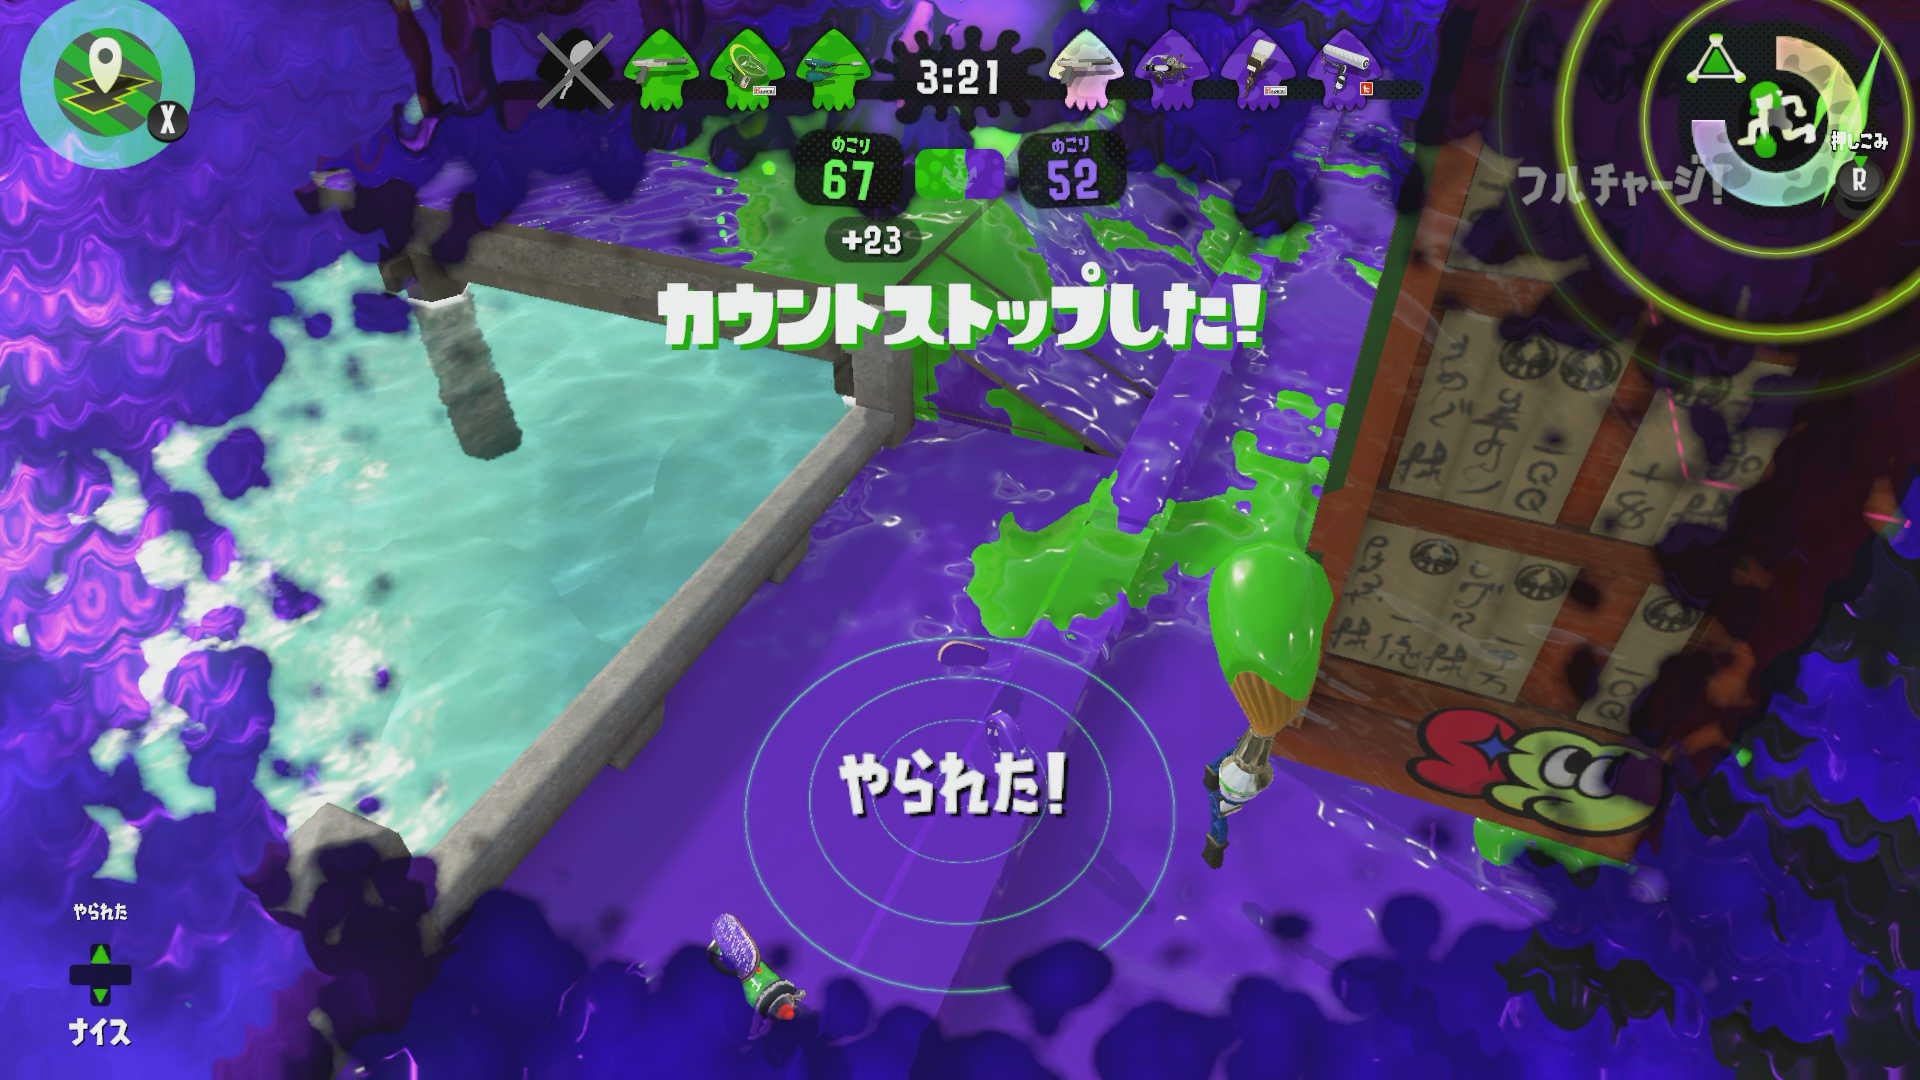 X
3:21
のこり
67
のこり
52
+23
押しこみ
R
フルチャージ!
カウントストップした!
やられた!
やられた
ナイス